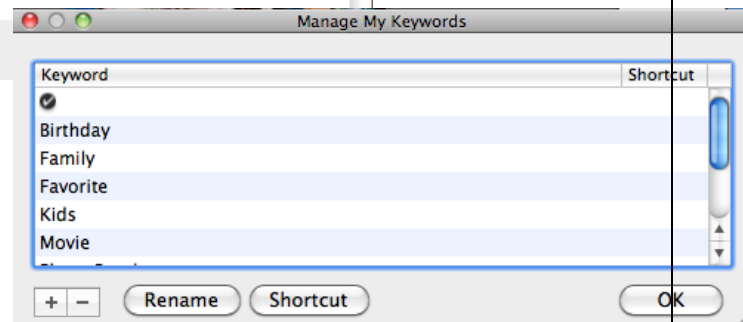 Manage My Keywords
Keyword Shortcut
Birthday
Family
Favorite
Kids
Movie
+ − Rename Shortcut OK